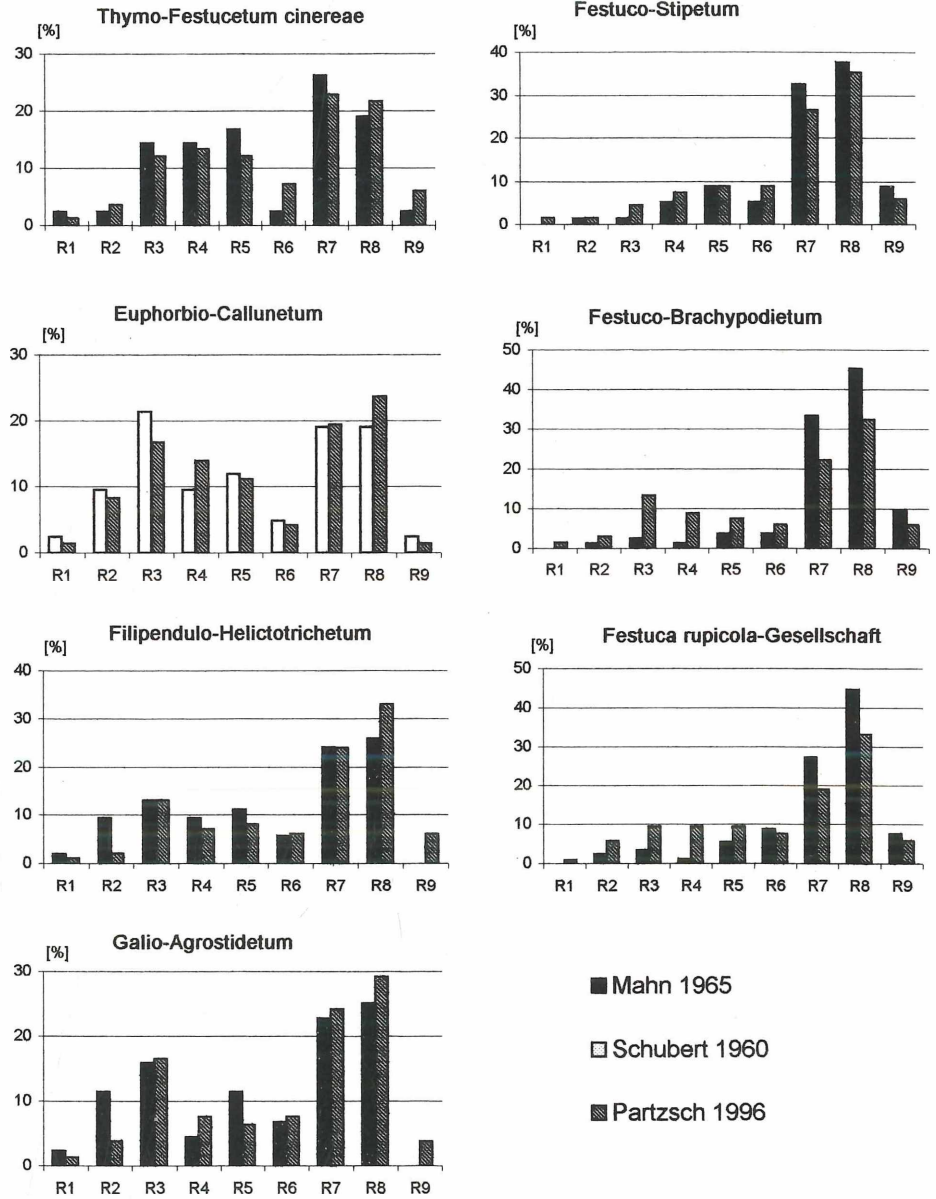 Thymo-Festucetum cinereae
[%]
30
20
10
0
R1 R2 R3 R4 R5 R6 R7 R8 R9
Festuco-Stipetum
[%]
40
30
20
10
0
R1 R2 R3 R4 R5 R6 R7 R8 R9
Euphorbio-Callunetum
[%]
30
20
10
0
R1 R2 R3 R4 R5 R6 R7 R8 R9
Festuco-Brachypodietum
[%]
50
40
30
20
10
0
R1 R2 R3 R4 R5 R6 R7 R8 R9
Filipendulo-Helictotrichetum
[%]
40
30
20
10
0
R1 R2 R3 R4 R5 R6 R7 R8 R9
Festuca rupicola-Gesellschaft
[%]
50
40
30
20
10
0
R1 R2 R3 R4 R5 R6 R7 R8 R9
Galio-Agrostidetum
[%]
30
20
10
0
R1 R2 R3 R4 R5 R6 R7 R8 R9
Mahn 1965
Schubert 1960
Partzsch 1996